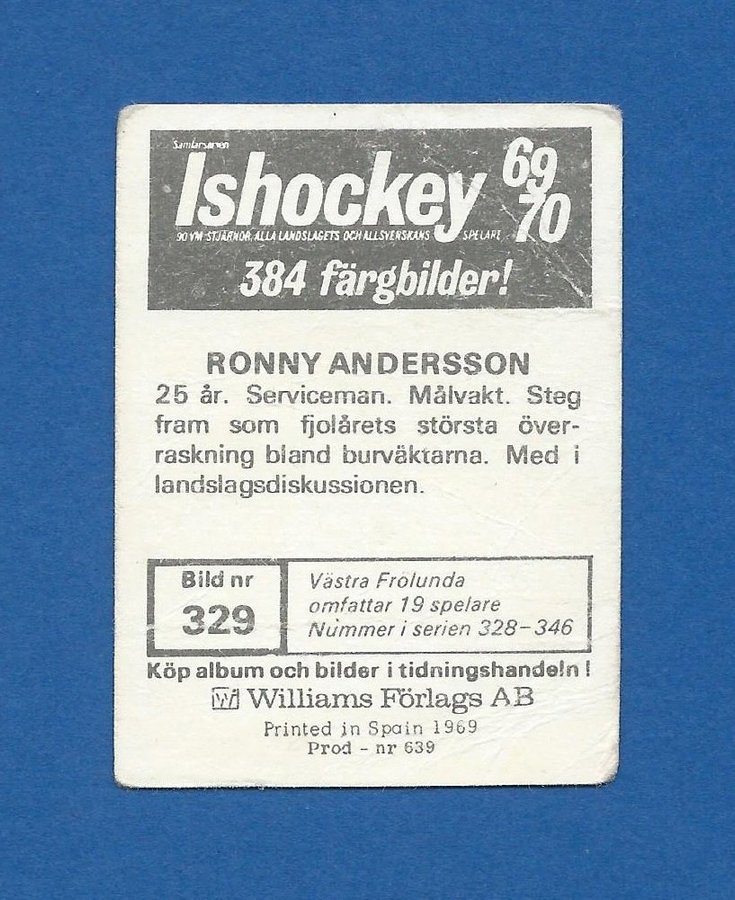 Samlarserien
Ishockey 69 70
90 VM-STJÄRNOR, ALLA LANDSLAGETS OCH ALLSVENSKANS SPELARE
384 färgbilder!
RONNY ANDERSSON
25 år. Serviceman. Målvakt. Steg
fram som fjolårets största över-
raskning bland burväktarna. Med i
landslagsdiskussionen.
Bild nr
329
Västra Frölunda
omfattar 19 spelare
Nummer i serien 328–346
Köp album och bilder i tidningshandeln!
Wi Williams Förlags AB
Printed in Spain 1969
Prod - nr 639